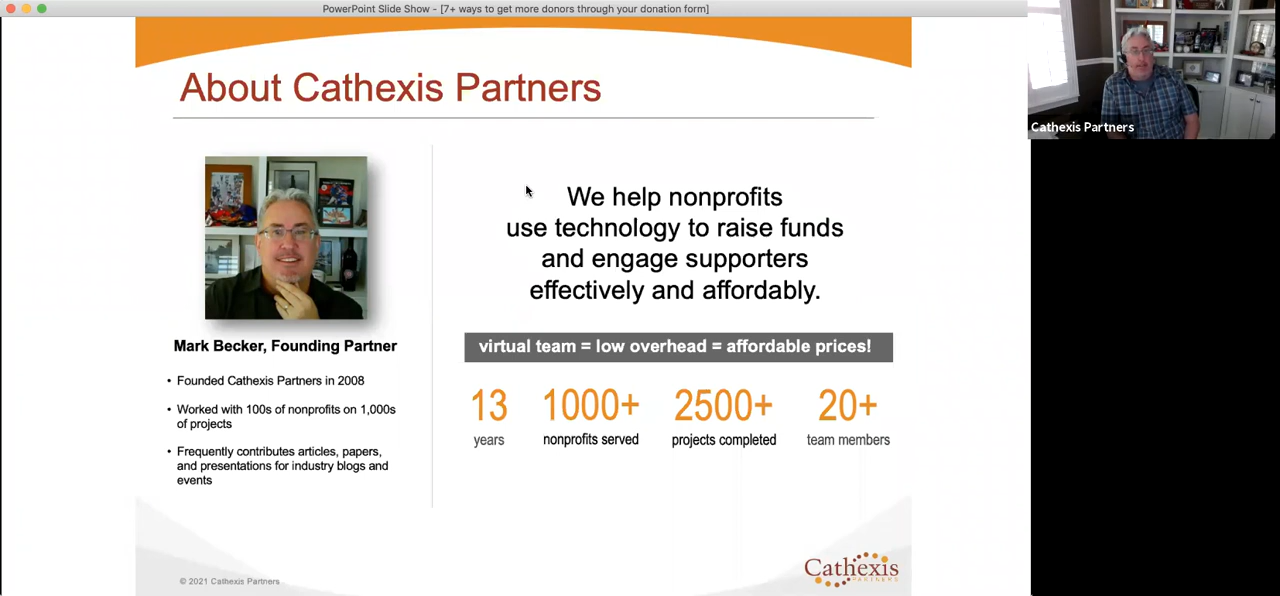 PowerPoint Slide Show - [7+ ways to get more donors through your donation form]
About Cathexis Partners
Cathexis Partners
We help nonprofits
use technology to raise funds
and engage supporters
effectively and affordably.
Mark Becker, Founding Partner
• Founded Cathexis Partners in 2008
• Worked with 100s of nonprofits on 1,000s
of projects
• Frequently contributes articles, papers,
and presentations for industry blogs and
events
virtual team = low overhead = affordable prices!
13 1000+ 2500+ 20+
years nonprofits served projects completed team members
© 2021 Cathexis Partners
Cathexis
PARTNERS